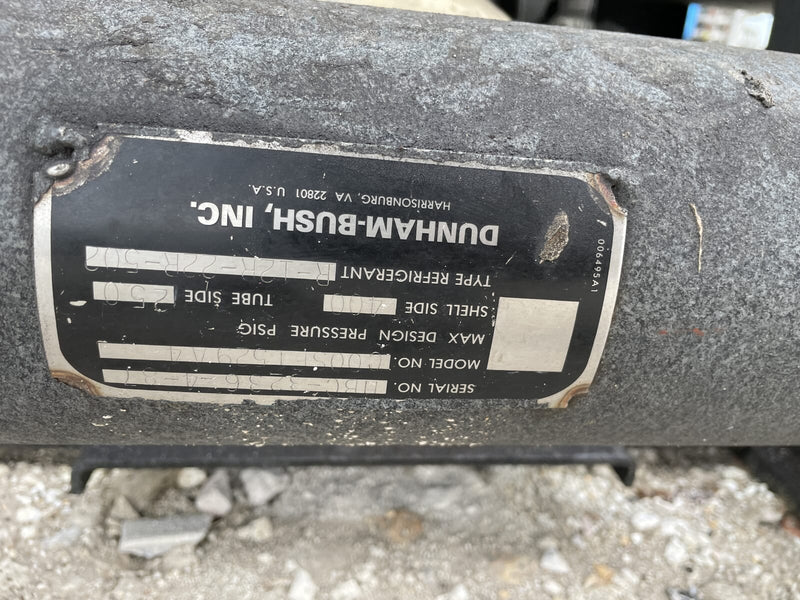 SERIAL NO.
MODEL NO.
MAX DESIGN PRESSURE PSIG
SHELL SIDE 400 TUBE SIDE 250
TYPE REFRIGERANT R-12R-22R-502
DUNHAM-BUSH, INC.
HARRISONBURG, VA 22801 U.S.A.
006495A1